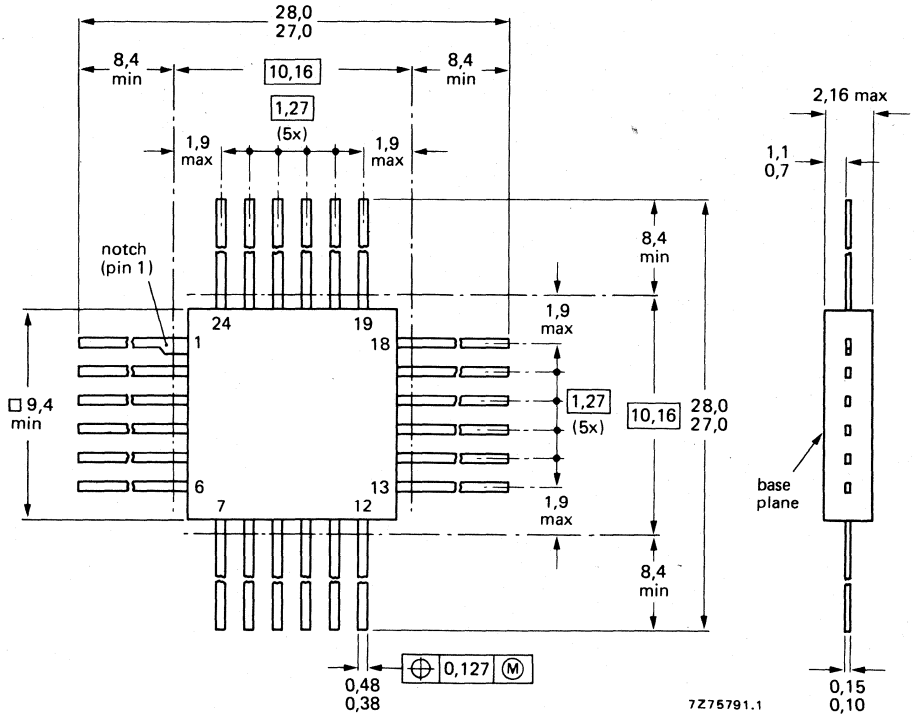 28,0
27,0
8,4
min
10,16
8,4
min
1,27
(5x)
1,9
max
1,9
max
2,16 max
1,1
0,7
notch
(pin 1)
8,4
min
24
19
1
18
1,9
max
□ 9,4
min
1,27
(5x)
10,16
28,0
27,0
6
13
7
12
1,9
max
base
plane
8,4
min
0,127 Ⓜ
0,48
0,38
7Z75791.1
0,15
0,10